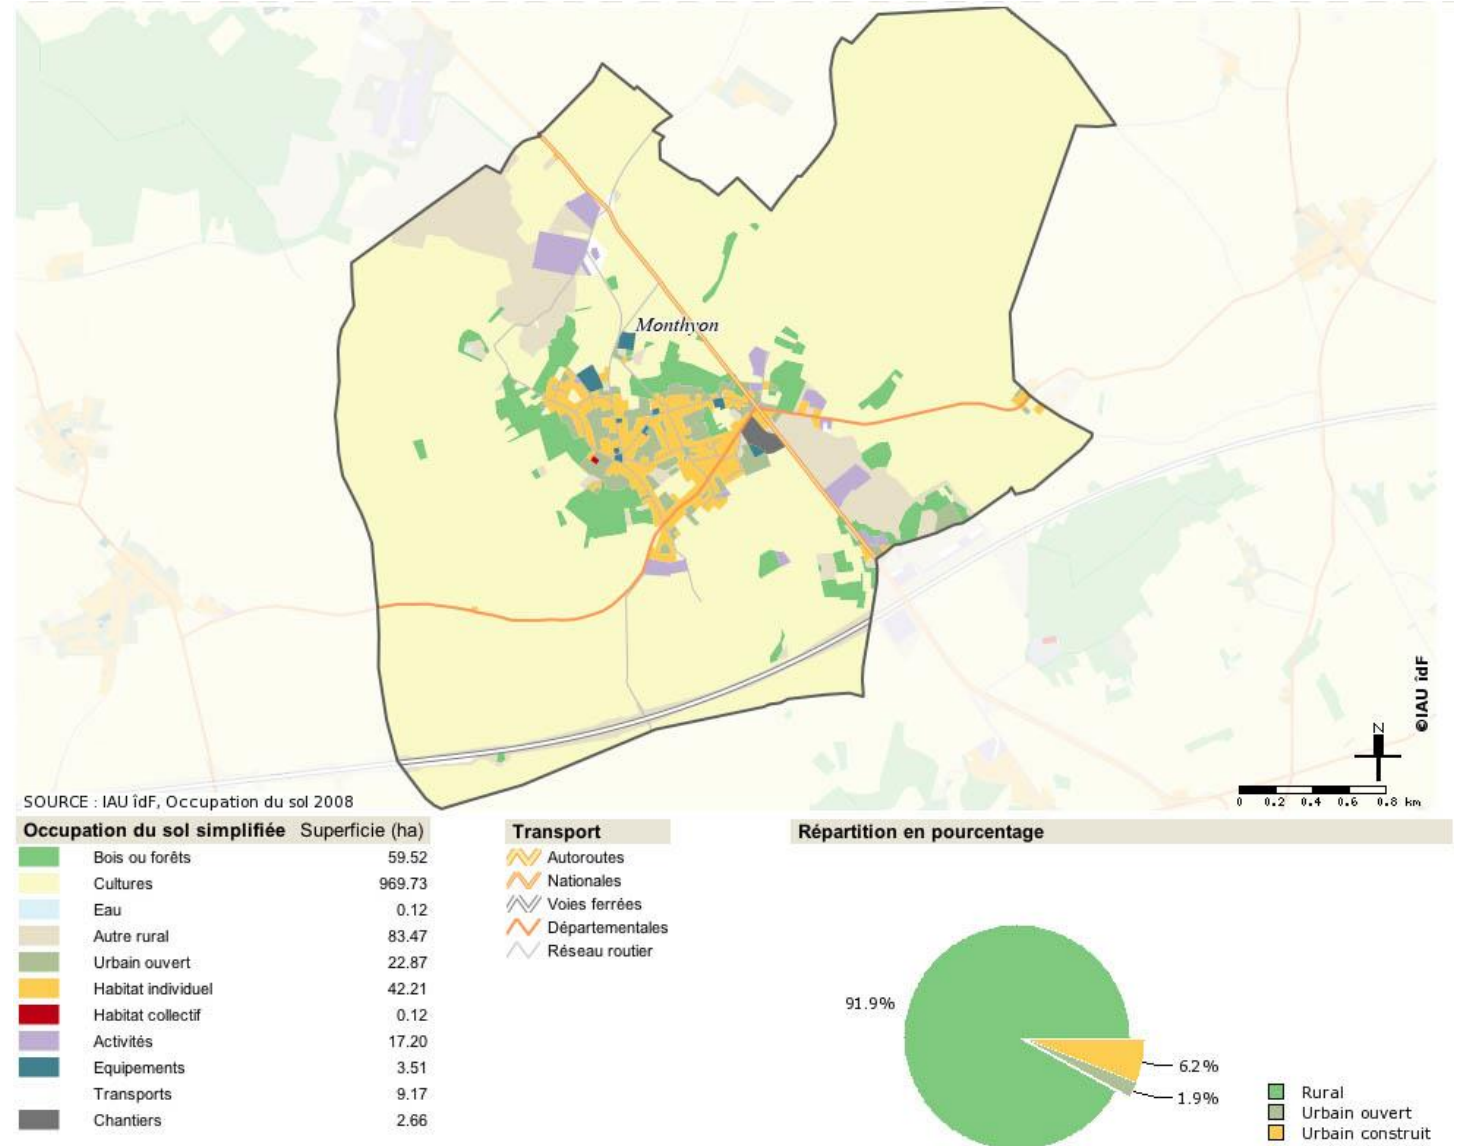 Monthyon
©IAU îdF
N
0 0.2 0.4 0.6 0.8 km
SOURCE : IAU îdF, Occupation du sol 2008
Occupation du sol simplifiée Superficie (ha)
Bois ou forêts 59.52
Cultures 969.73
Eau 0.12
Autre rural 83.47
Urbain ouvert 22.87
Habitat individuel 42.21
Habitat collectif 0.12
Activités 17.20
Equipements 3.51
Transports 9.17
Chantiers 2.66
Transport
Autoroutes
Nationales
Voies ferrées
Départementales
Réseau routier
Répartition en pourcentage
91.9%
6.2%
1.9%
Rural
Urbain ouvert
Urbain construit